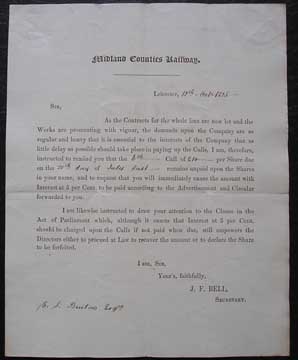 Midland Counties Railway.
Leicester,
Sir,
As the Contracts for the whole line are now let and the
Works are proceeding with vigour, the demands upon the Company are so
regular and heavy that it is essential to the interests of the Company that as
little delay as possible should take place in paying up the Calls, I am, therefore,
instructed to remind you that the Call of per Share due
on the day of July last remains unpaid upon the Shares
in your name, and to request that you will immediately cause the amount with
Interest at 5 per Cent. to be paid according to the Advertisement and Circular
forwarded to you.
I am likewise instructed to draw your attention to the Clause in the
Act of Parliament which, although it enacts that Interest at 5 per Cent.
should be charged upon the Calls if not paid when due, still empowers the
Directors either to proceed at Law to recover the amount or to declare the Share
to be forfeited.
I am, Sir,
Your's, faithfully,
J. F. BELL,
Secretary.
Esqre